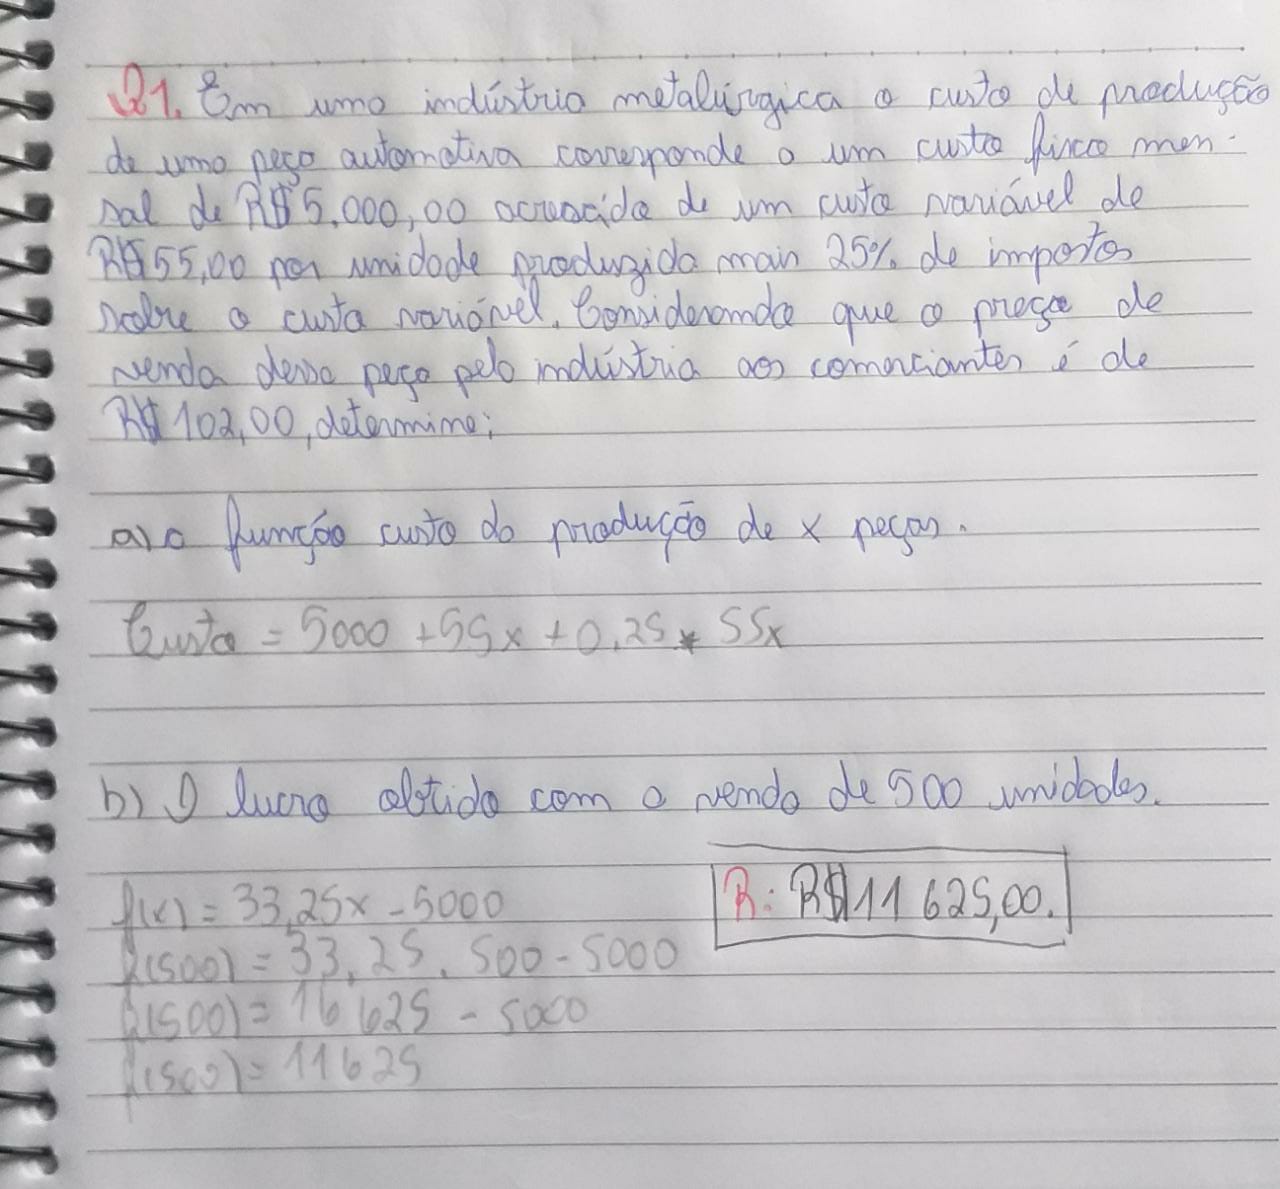 Q1. Em uma indústria metalúrgica o custo de produção
de uma peça automotiva corresponde a um custo fixo men-
sal de R$ 5.000,00 acrescido de um custo variável de
R$ 55,00 por unidade produzida mais 25% de impostos
sobre o custo variável. Considerando que o preço de
venda dessa peça pela indústria aos comerciantes é de
R$ 102,00, determine:
a) a função custo da produção de x peças.
Custo = 5000 + 55x + 0,25 * 55x
b) O lucro obtido com a venda de 500 unidades.
f(x) = 33,25x - 5000
R: R$ 11 625,00.
f(500) = 33,25 . 500 - 5000
f(500) = 16 625 - 5000
f(500) = 11625